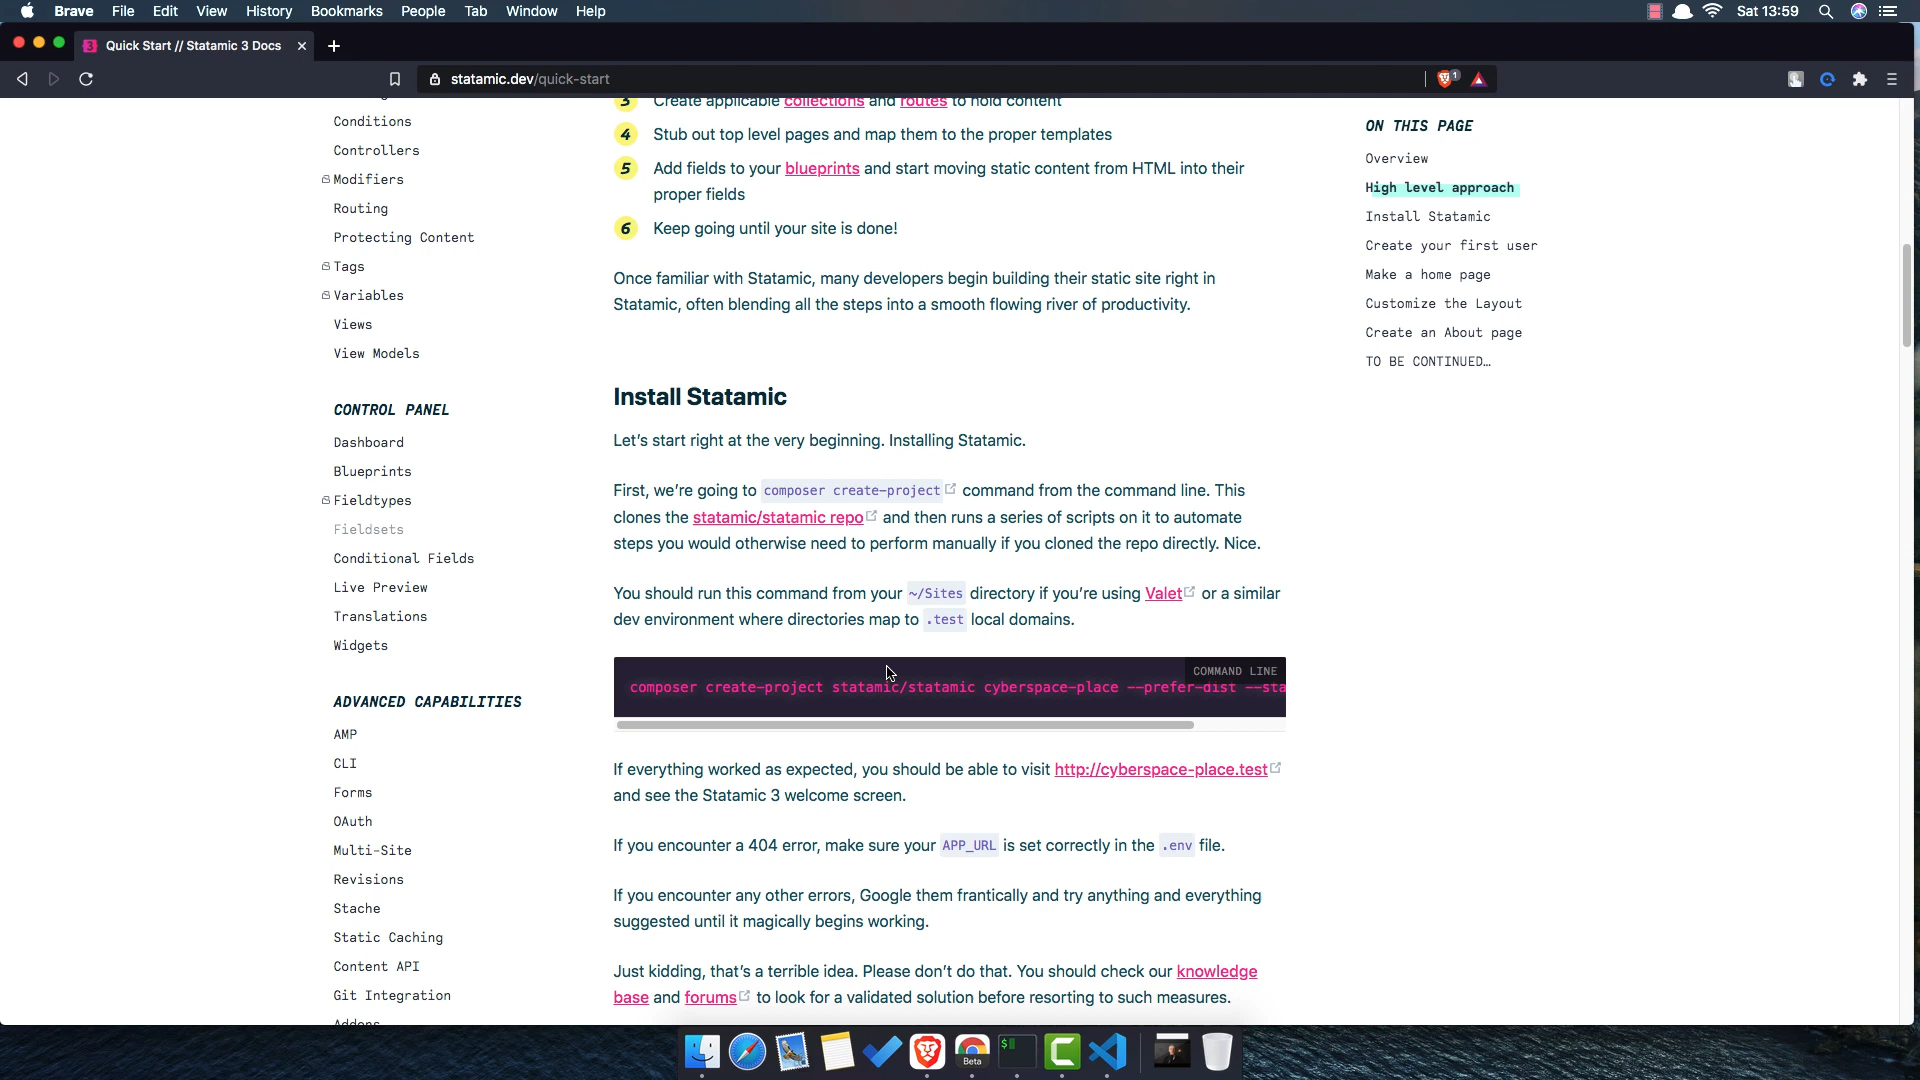 Brave File Edit View History Bookmarks People Tab Window Help Sat 13:59
3 Quick Start // Statamic 3 Docs
statamic.dev/quick-start 1
Conditions
Controllers
Modifiers
Routing
Protecting Content
Tags
Variables
Views
View Models
CONTROL PANEL
Dashboard
Blueprints
Fieldtypes
Fieldsets
Conditional Fields
Live Preview
Translations
Widgets
ADVANCED CAPABILITIES
AMP
CLI
Forms
OAuth
Multi-Site
Revisions
Stache
Static Caching
Content API
Git Integration
Addons
3 Create applicable collections and routes to hold content
4 Stub out top level pages and map them to the proper templates
5 Add fields to your blueprints and start moving static content from HTML into their
proper fields
6 Keep going until your site is done!
Once familiar with Statamic, many developers begin building their static site right in
Statamic, often blending all the steps into a smooth flowing river of productivity.
Install Statamic
Let's start right at the very beginning. Installing Statamic.
First, we're going to composer create-project command from the command line. This
clones the statamic/statamic repo and then runs a series of scripts on it to automate
steps you would otherwise need to perform manually if you cloned the repo directly. Nice.
You should run this command from your ~/Sites directory if you're using Valet or a similar
dev environment where directories map to .test local domains.
COMMAND LINE
composer create-project statamic/statamic cyberspace-place --prefer-dist --sta
If everything worked as expected, you should be able to visit http://cyberspace-place.test
and see the Statamic 3 welcome screen.
If you encounter a 404 error, make sure your APP_URL is set correctly in the .env file.
If you encounter any other errors, Google them frantically and try anything and everything
suggested until it magically begins working.
Just kidding, that's a terrible idea. Please don't do that. You should check our knowledge
base and forums to look for a validated solution before resorting to such measures.
ON THIS PAGE
Overview
High level approach
Install Statamic
Create your first user
Make a home page
Customize the Layout
Create an About page
TO BE CONTINUED…
Beta
$